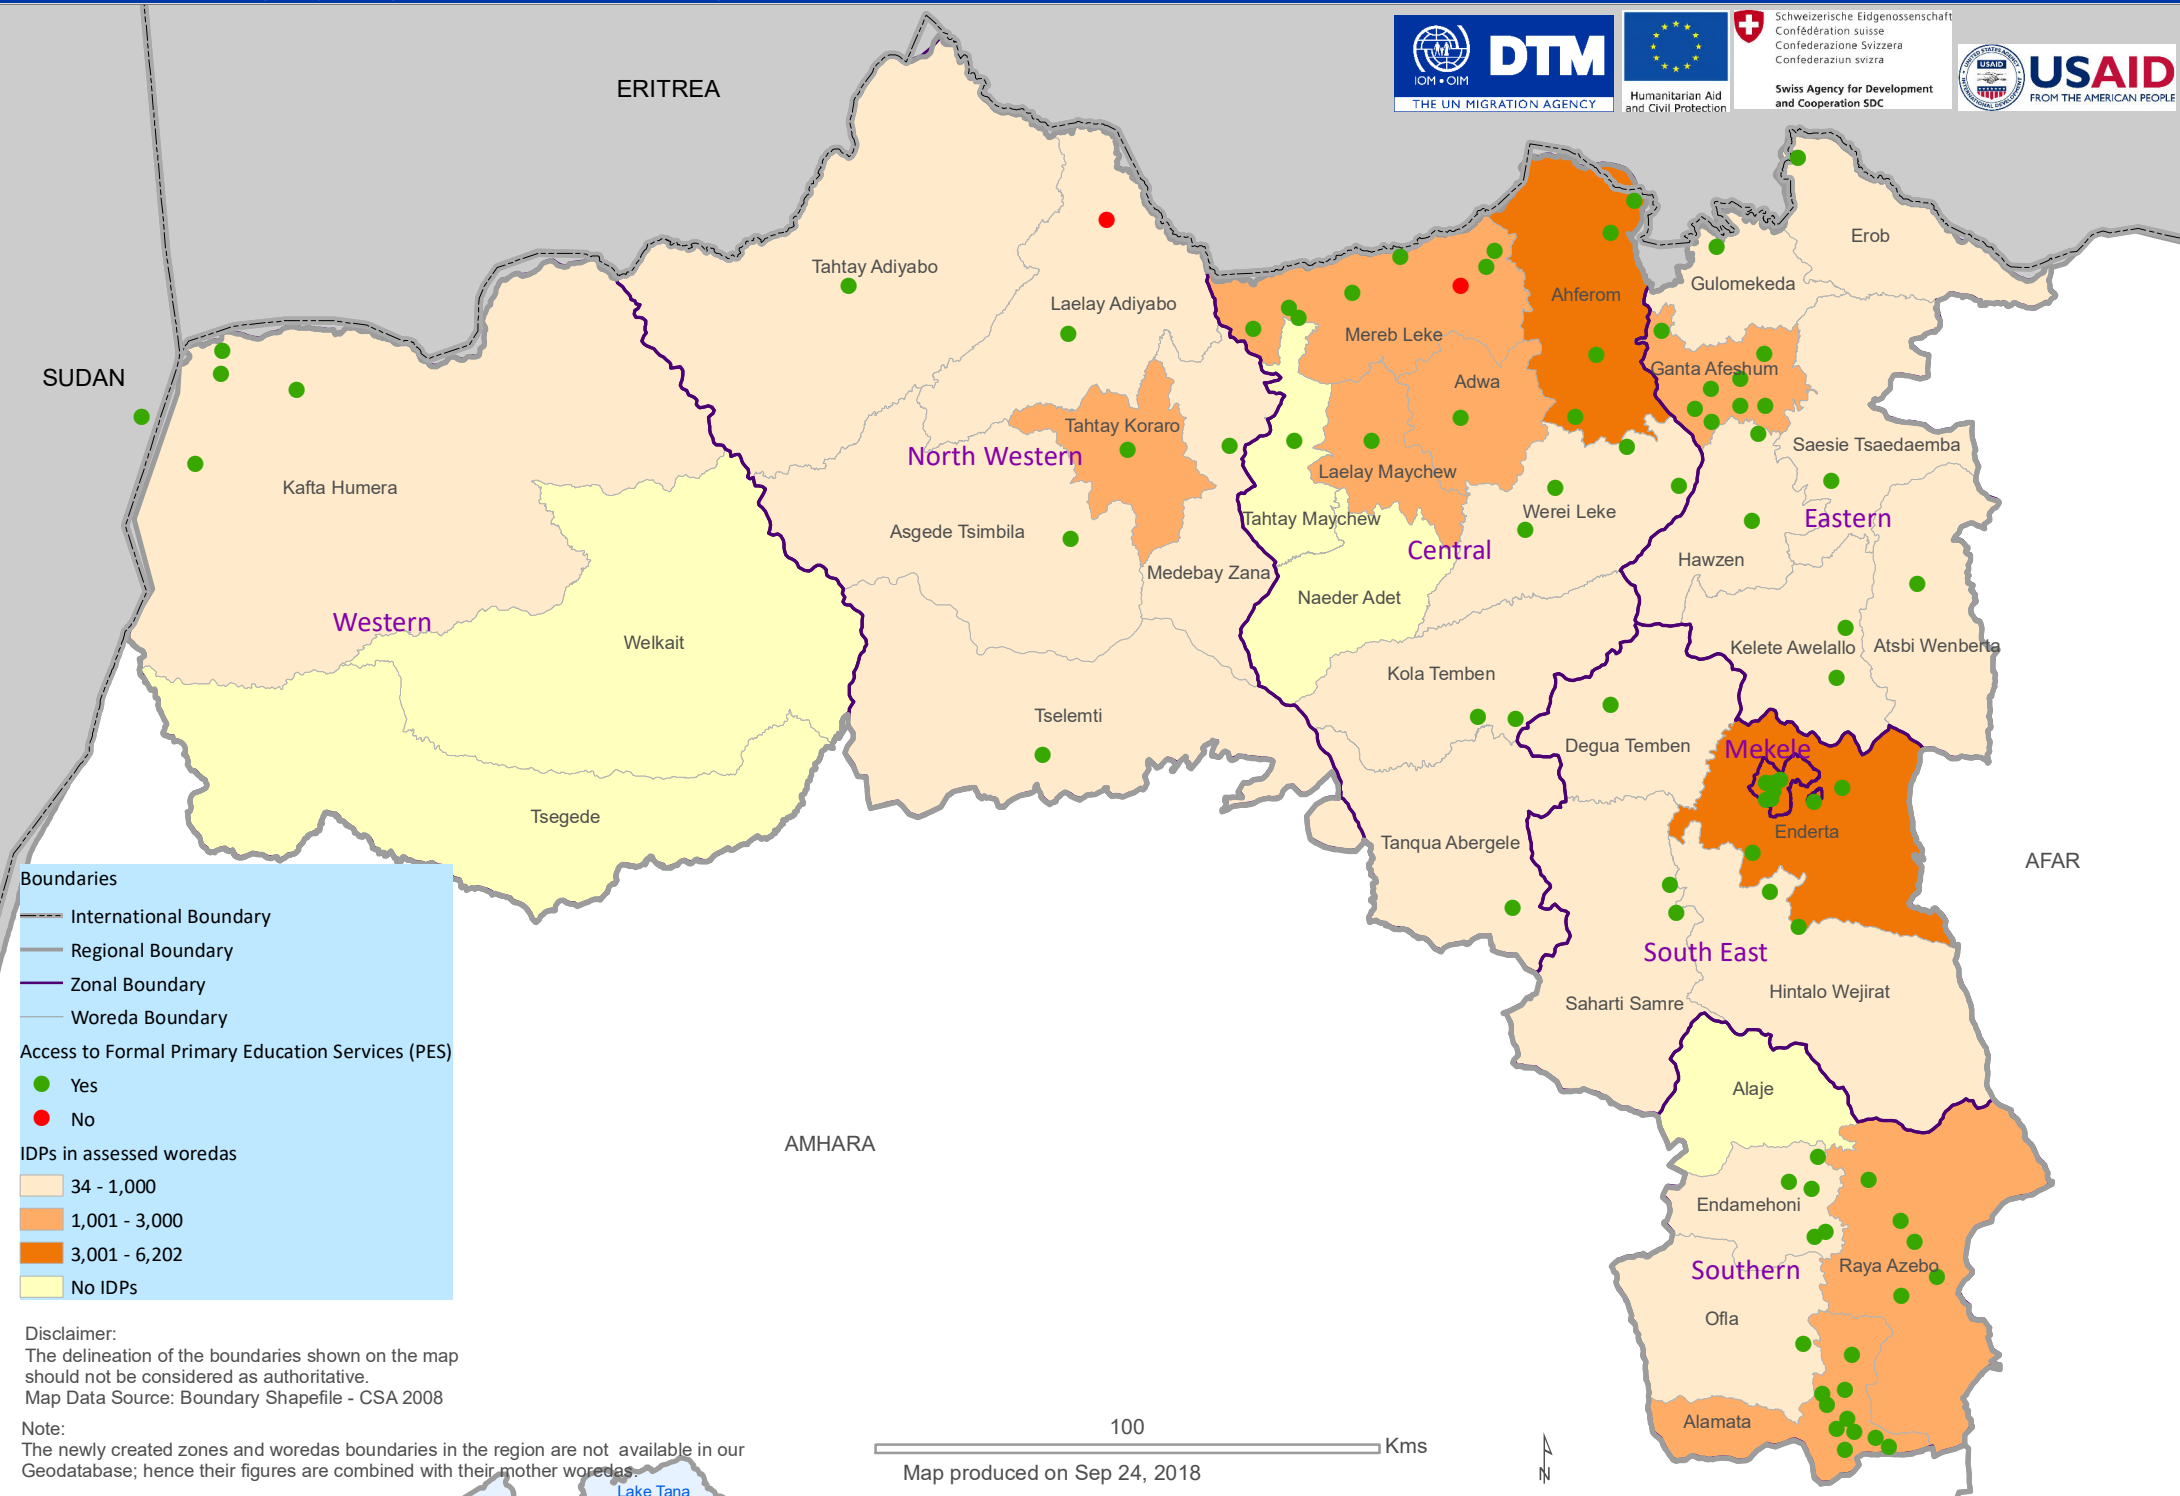 ERITREA
IOM • OIM
DTM
THE UN MIGRATION AGENCY
Humanitarian Aid
and Civil Protection
Schweizerische Eidgenossenschaft
Confédération suisse
Confederazione Svizzera
Confederaziun svizra
Swiss Agency for Development
and Cooperation SDC
USAID
USAID
FROM THE AMERICAN PEOPLE
Erob
Tahtay Adiyabo
Gulomekeda
Ahferom
Laelay Adiyabo
Mereb Leke
SUDAN
Ganta Afeshum
Adwa
Tahtay Koraro
Saesie Tsaedaemba
North Western
Laelay Maychew
Kafta Humera
Werei Leke
Tahtay Maychew
Eastern
Asgede Tsimbila
Central
Hawzen
Medebay Zana
Naeder Adet
Western
Welkait
Kelete Awelallo
Atsbi Wenberta
Kola Temben
Tselemti
Degua Temben
Mekele
Tsegede
Enderta
Tanqua Abergele
AFAR
South East
Hintalo Wejirat
Saharti Samre
Alaje
AMHARA
Endamehoni
Raya Azebo
Southern
Ofla
Alamata
Boundaries
International Boundary
Regional Boundary
Zonal Boundary
Woreda Boundary
Access to Formal Primary Education Services (PES)
Yes
No
IDPs in assessed woredas
34 - 1,000
1,001 - 3,000
3,001 - 6,202
No IDPs
Disclaimer:
The delineation of the boundaries shown on the map
should not be considered as authoritative.
Map Data Source: Boundary Shapefile - CSA 2008
Note:
The newly created zones and woredas boundaries in the region are not available in our
Geodatabase; hence their figures are combined with their mother woredas.
Lake Tana
100
Kms
Map produced on Sep 24, 2018
N